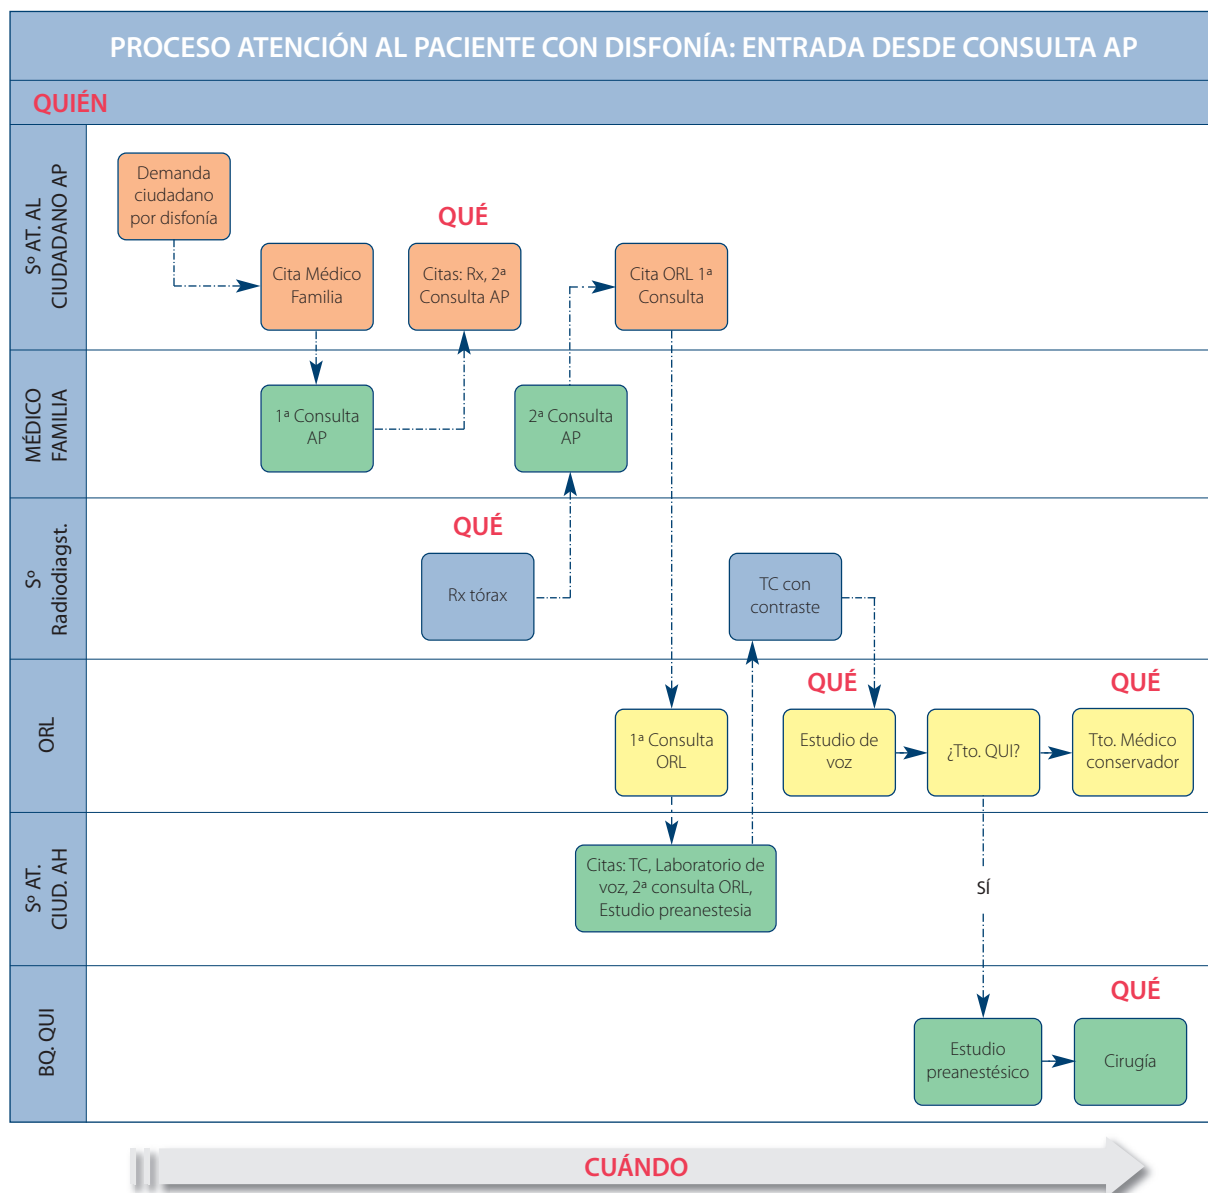 PROCESO ATENCIÓN AL PACIENTE CON DISFONÍA: ENTRADA DESDE CONSULTA AP
QUIÉN
Sº AT. AL
CIUDADANO AP
Demanda
ciudadano
por disfonía
Cita Médico
Familia
QUÉ
Citas: Rx, 2ª
Consulta AP
Cita ORL 1ª
Consulta
MÉDICO
FAMILIA
1ª Consulta
AP
2ª Consulta
AP
Sº
Radiodiagst.
QUÉ
Rx tórax
TC con
contraste
ORL
1ª Consulta
ORL
QUÉ
Estudio de
voz
¿Tto. QUI?
QUÉ
Tto. Médico
conservador
Sº AT.
CIUD. AH
Citas: TC, Laboratorio de
voz, 2ª consulta ORL,
Estudio preanestesia
SÍ
BQ. QUI
Estudio
preanestésico
QUÉ
Cirugía
CUÁNDO